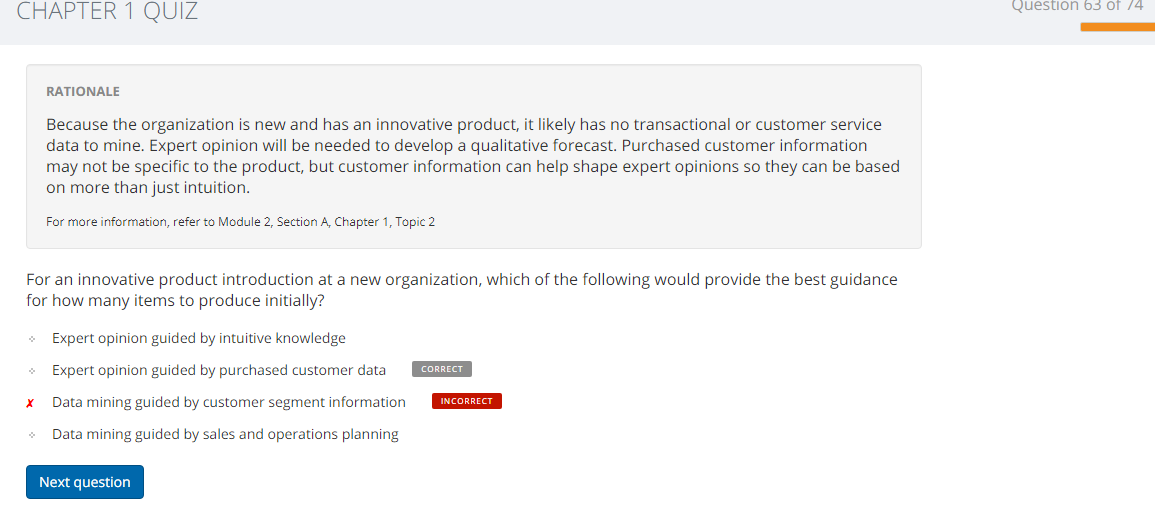 CHAPTER 1 QUIZ
Question 63 of 74
RATIONALE
Because the organization is new and has an innovative product, it likely has no transactional or customer service
data to mine. Expert opinion will be needed to develop a qualitative forecast. Purchased customer information
may not be specific to the product, but customer information can help shape expert opinions so they can be based
on more than just intuition.
For more information, refer to Module 2, Section A, Chapter 1, Topic 2
For an innovative product introduction at a new organization, which of the following would provide the best guidance
for how many items to produce initially?
Expert opinion guided by intuitive knowledge
Expert opinion guided by purchased customer data CORRECT
✗ Data mining guided by customer segment information INCORRECT
Data mining guided by sales and operations planning
Next question